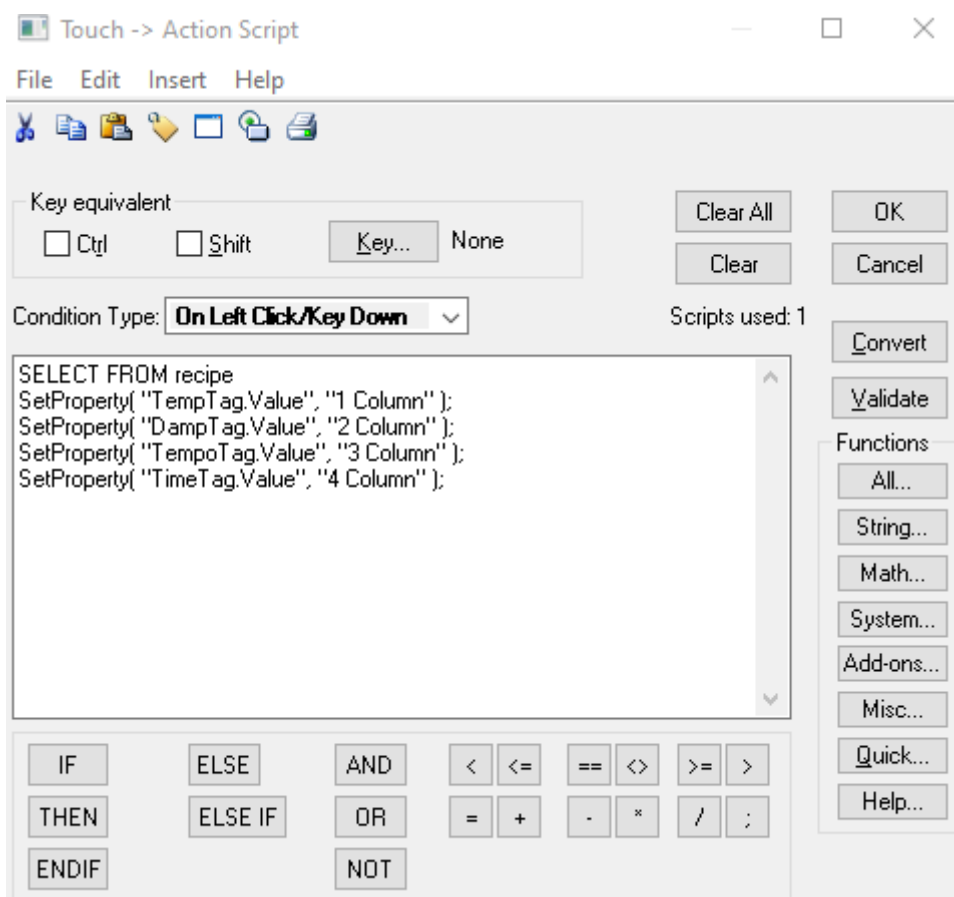 Touch -> Action Script
File Edit Insert Help
Key equivalent
Ctrl Shift Key... None
Clear All OK
Clear Cancel
Condition Type: On Left Click/Key Down Scripts used: 1
Convert
SELECT FROM recipe
SetProperty( "TempTag.Value", "1 Column" );
SetProperty( "DampTag.Value", "2 Column" );
SetProperty( "TempoTag.Value", "3 Column" );
SetProperty( "TimeTag.Value", "4 Column" );
Validate
Functions
All...
String...
Math...
System...
Add-ons...
Misc...
Quick...
Help...
IF ELSE AND < <= == <> >= >
THEN ELSE IF OR = + - * / ;
ENDIF NOT